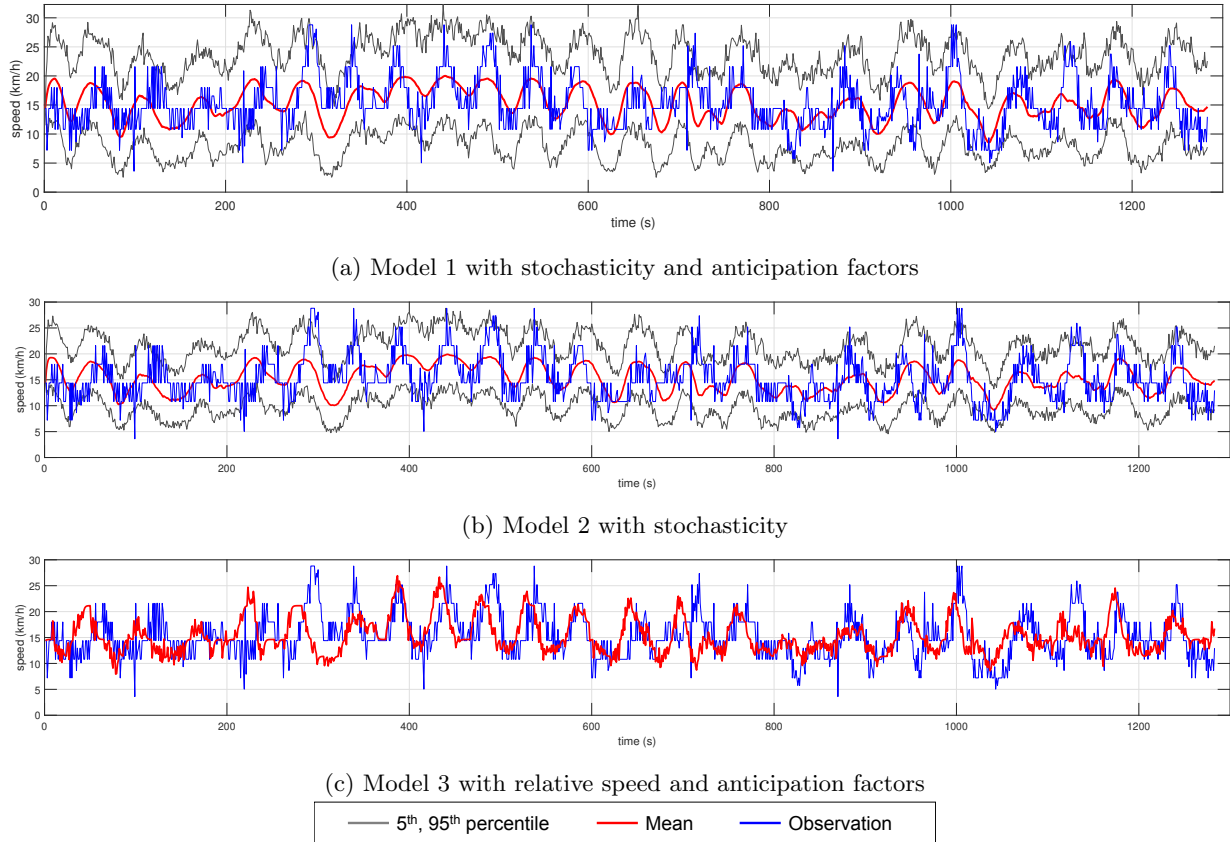 30
25
20
15
10
5
0
speed (km/h)
0 200 400 600 800 1000 1200
time (s)
(a) Model 1 with stochasticity and anticipation factors
30
25
20
15
10
5
0
speed (km/h)
0 200 400 600 800 1000 1200
time (s)
(b) Model 2 with stochasticity
30
25
20
15
10
5
0
speed (km/h)
0 200 400 600 800 1000 1200
time (s)
(c) Model 3 with relative speed and anticipation factors
5th, 95th percentile Mean Observation